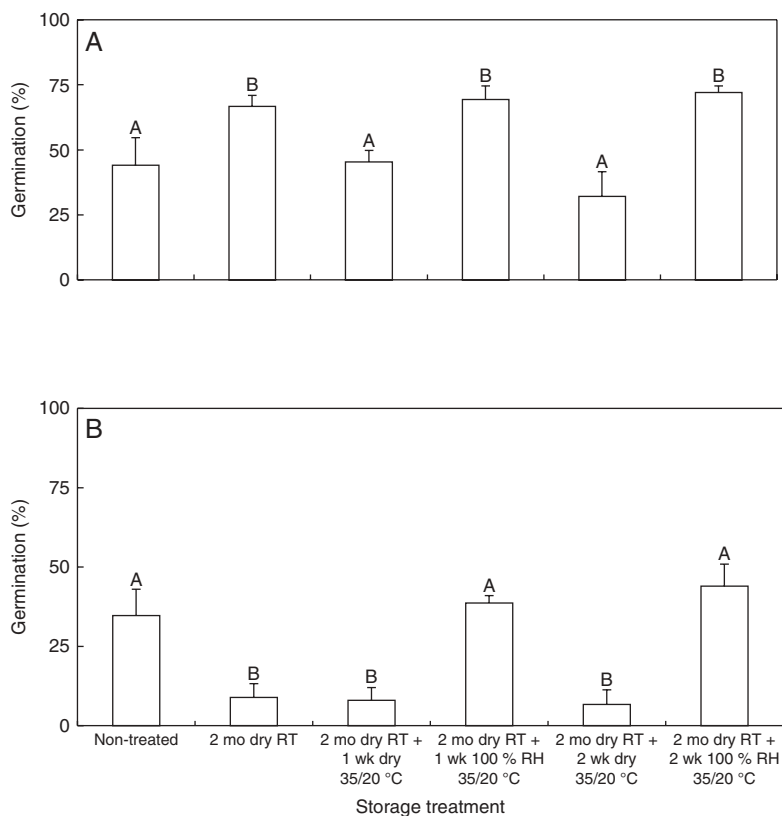 100
A
B
B
B
75
A
A
50
A
25
0
Germination (%)
100
B
75
50
A
A
A
25
B
B
B
0
Germination (%)
Non-treated
2 mo dry RT
2 mo dry RT +
1 wk dry
35/20 °C
2 mo dry RT +
1 wk 100 % RH
35/20 °C
2 mo dry RT +
2 wk dry
35/20 °C
2 mo dry RT +
2 wk 100 % RH
35/20 °C
Storage treatment